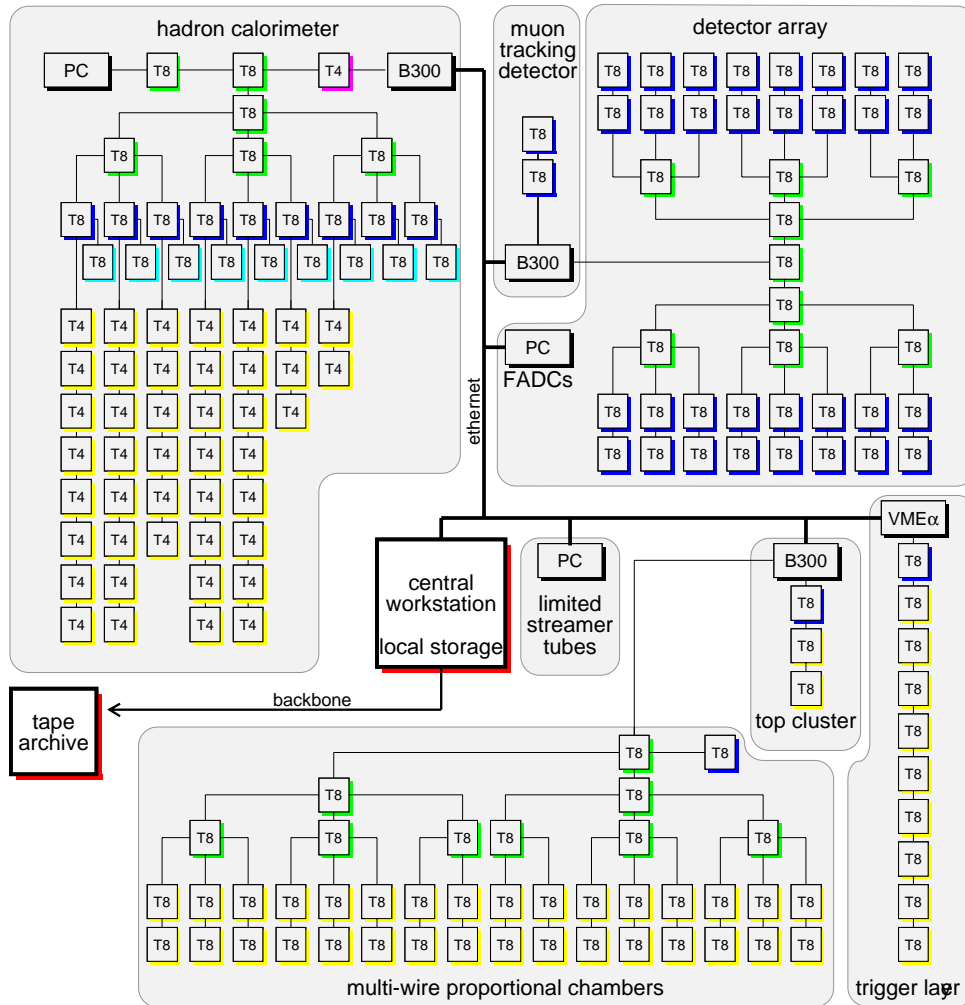 hadron calorimeter
PC T8 T8 T4 B300
T8
T8 T8 T8
T8 T8 T8 T8 T8 T8 T8 T8 T8
T8 T8 T8 T8 T8 T8 T8 T8 T8
T4 T4 T4 T4 T4 T4 T4
T4 T4 T4 T4 T4 T4 T4
T4 T4 T4 T4 T4 T4
T4 T4 T4 T4 T4
T4 T4 T4 T4 T4
T4 T4 T4 T4 T4
T4 T4 T4 T4
T4 T4 T4 T4
muon
tracking
detector
T8
T8
B300
detector array
T8 T8 T8 T8 T8 T8 T8 T8
T8 T8 T8 T8 T8 T8 T8 T8
T8 T8 T8
T8
T8
T8
T8 T8 T8
T8 T8 T8 T8 T8 T8 T8 T8
T8 T8 T8 T8 T8 T8 T8 T8
PC
FADCs
ethernet
central
workstation
local storage
backbone
tape
archive
PC
limited
streamer
tubes
B300
T8
T8
T8
top cluster
VMEα
T8
T8
T8
T8
T8
T8
T8
T8
T8
T8
trigger layer
T8 T8
T8 T8
T8 T8 T8 T8 T8 T8
T8 T8 T8 T8 T8 T8 T8 T8 T8 T8 T8 T8 T8 T8 T8 T8
T8 T8 T8 T8 T8 T8 T8 T8 T8 T8 T8 T8 T8 T8 T8 T8
multi-wire proportional chambers